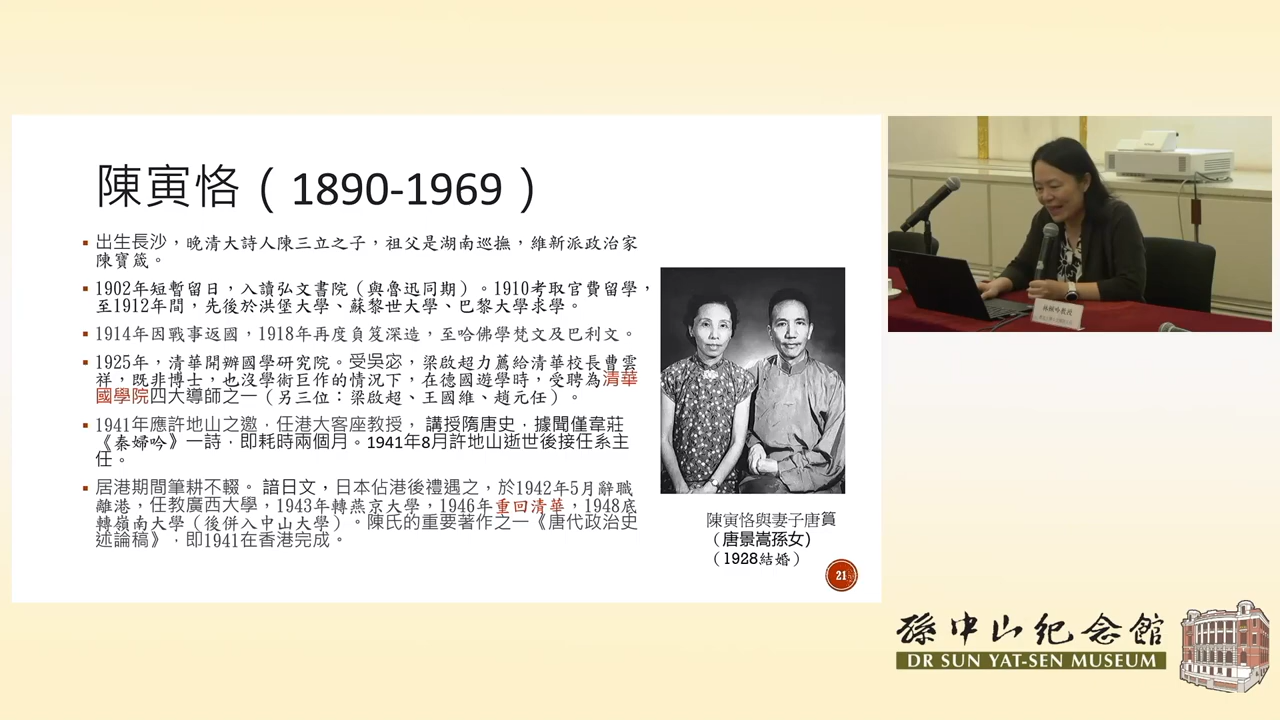 陳寅恪（1890-1969）
出生長沙，晚清大詩人陳三立之子，祖父是湖南巡撫，維新派政治家
陳寶箴。
1902年短暫留日，入讀弘文書院（與魯迅同期）。1910考取官費留學，
至1912年間，先後於洪堡大學、蘇黎世大學、巴黎大學求學。
1914年因戰事返國，1918年再度負笈深造，至哈佛學梵文及巴利文。
1925年，清華開辦國學研究院。受吳宓，梁啟超力薦給清華校長曹雲
祥，既非博士，也沒學術巨作的情況下，在德國遊學時，受聘為清華
國學院四大導師之一（另三位：梁啟超、王國維、趙元任）。
1941年應許地山之邀，任港大客座教授， 講授隋唐史，據聞僅韋莊
《秦婦吟》一詩，即耗時兩個月。1941年8月許地山逝世後接任系主
任。
居港期間筆耕不輟。 諳日文，日本佔港後禮遇之，於1942年5月辭職
離港，任教廣西大學，1943年轉燕京大學，1946年重回清華，1948底
轉嶺南大學（後併入中山大學）。陳氏的重要著作之一《唐代政治史
述論稿》，即1941在香港完成。
陳寅恪與妻子唐篔
（唐景嵩孫女）
（1928結婚）
21
孫中山紀念館
DR SUN YAT-SEN MUSEUM